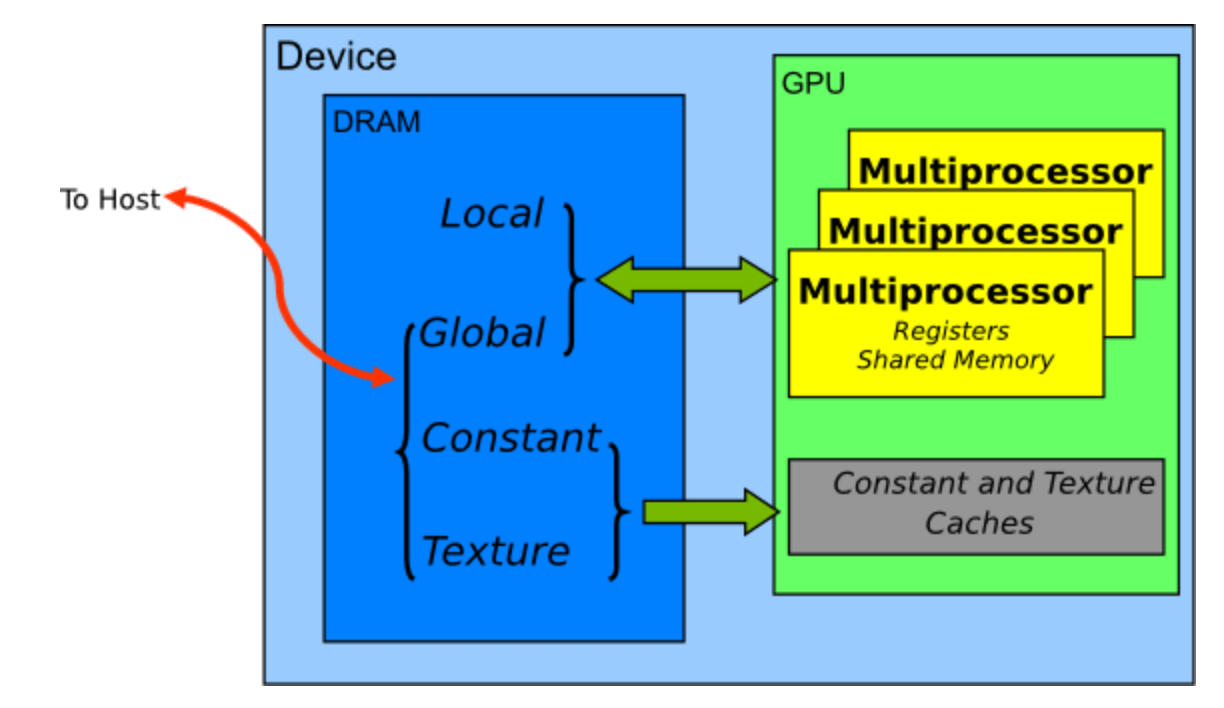 Device
DRAM
To Host
Local
Global
Constant
Texture
GPU
Multiprocessor
Multiprocessor
Multiprocessor
Registers
Shared Memory
Constant and Texture
Caches